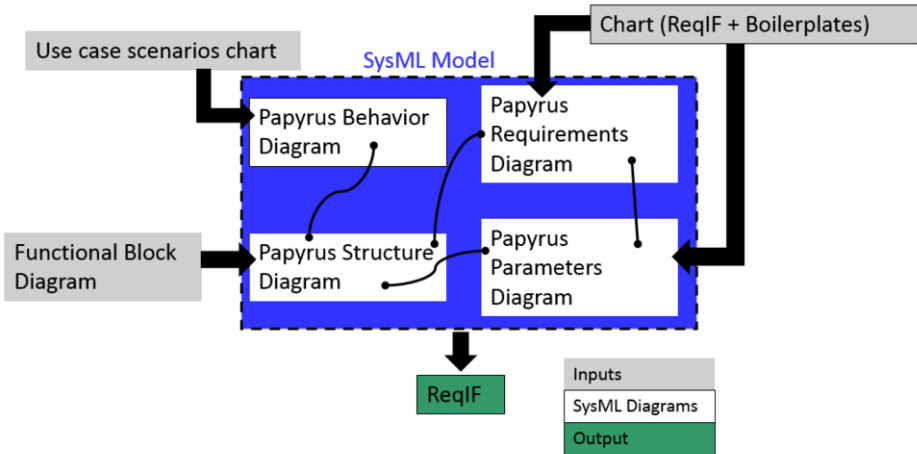 Use case scenarios chart
Chart (ReqIF + Boilerplates)
SysML Model
Papyrus Behavior
Diagram
Papyrus
Requirements
Diagram
Functional Block
Diagram
Papyrus Structure
Diagram
Papyrus
Parameters
Diagram
ReqIF
Inputs
SysML Diagrams
Output